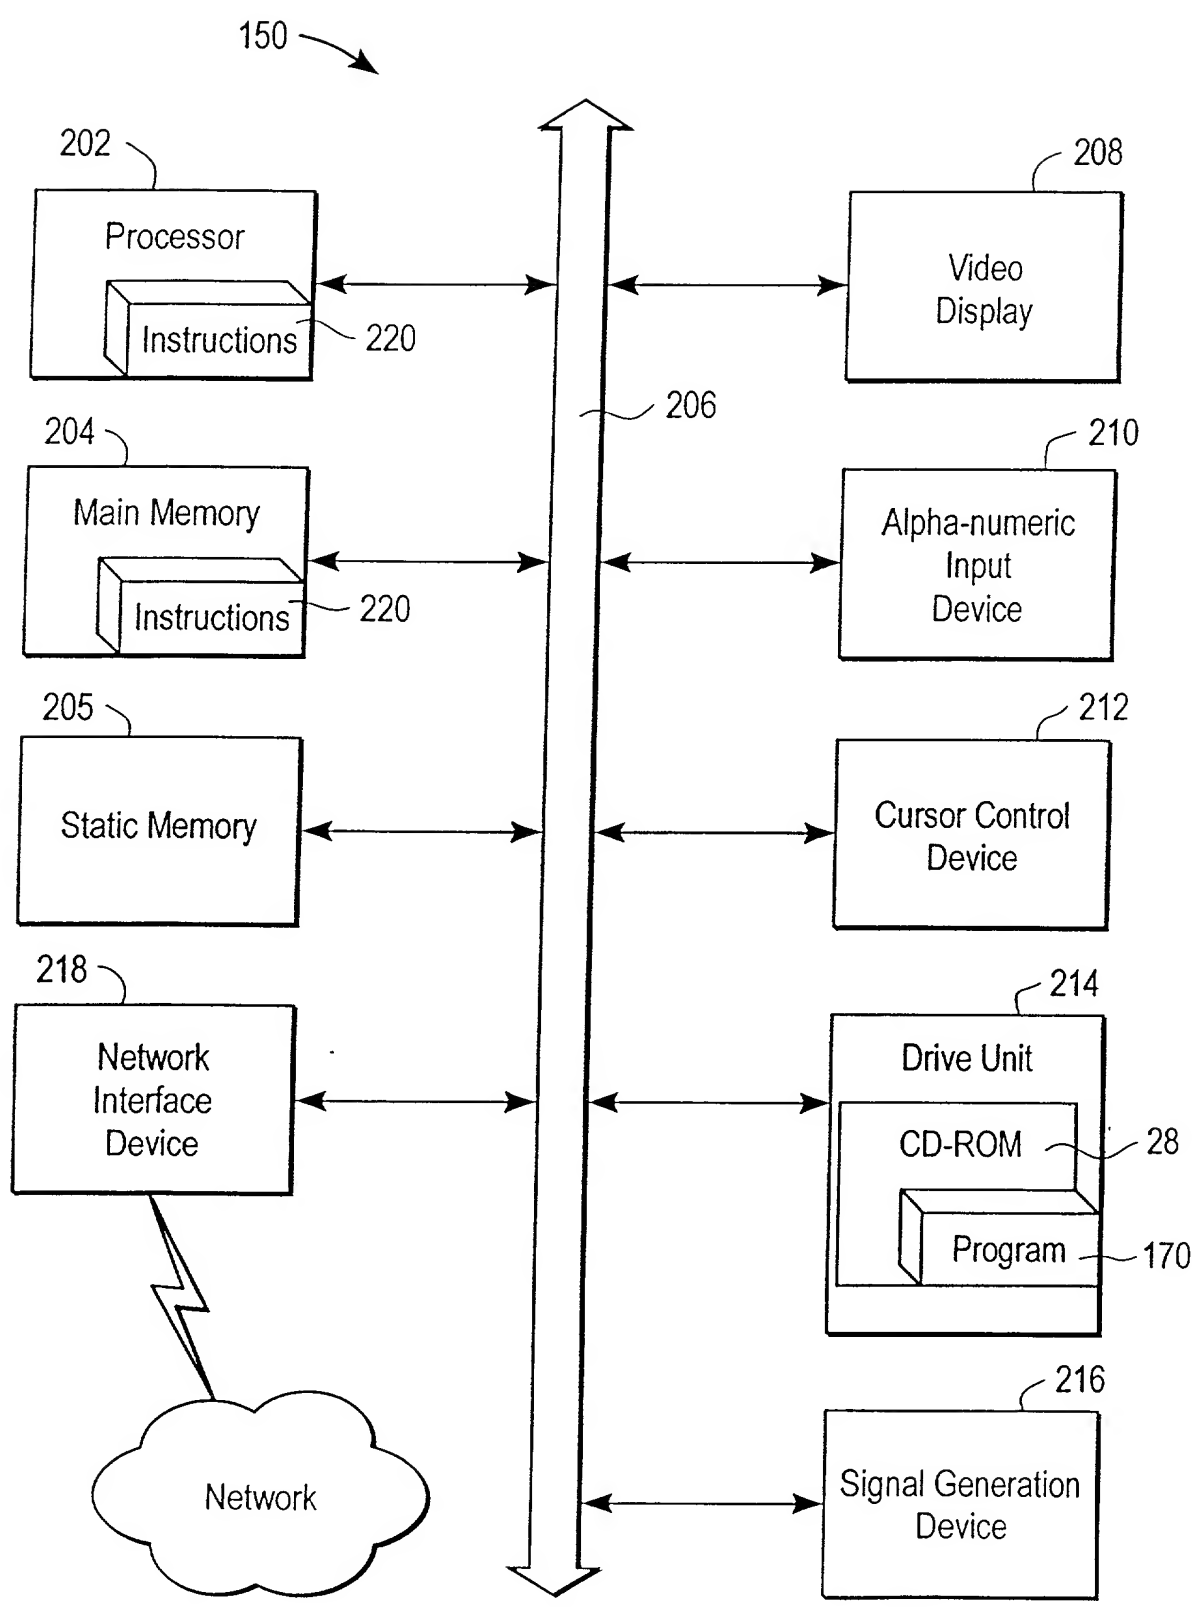 150
202
Processor
Instructions
220
208
Video
Display
206
204
Main Memory
Instructions
220
210
Alpha-numeric
Input
Device
205
Static Memory
212
Cursor Control
Device
218
Network
Interface
Device
214
Drive Unit
CD-ROM
28
Program
170
Network
216
Signal Generation
Device